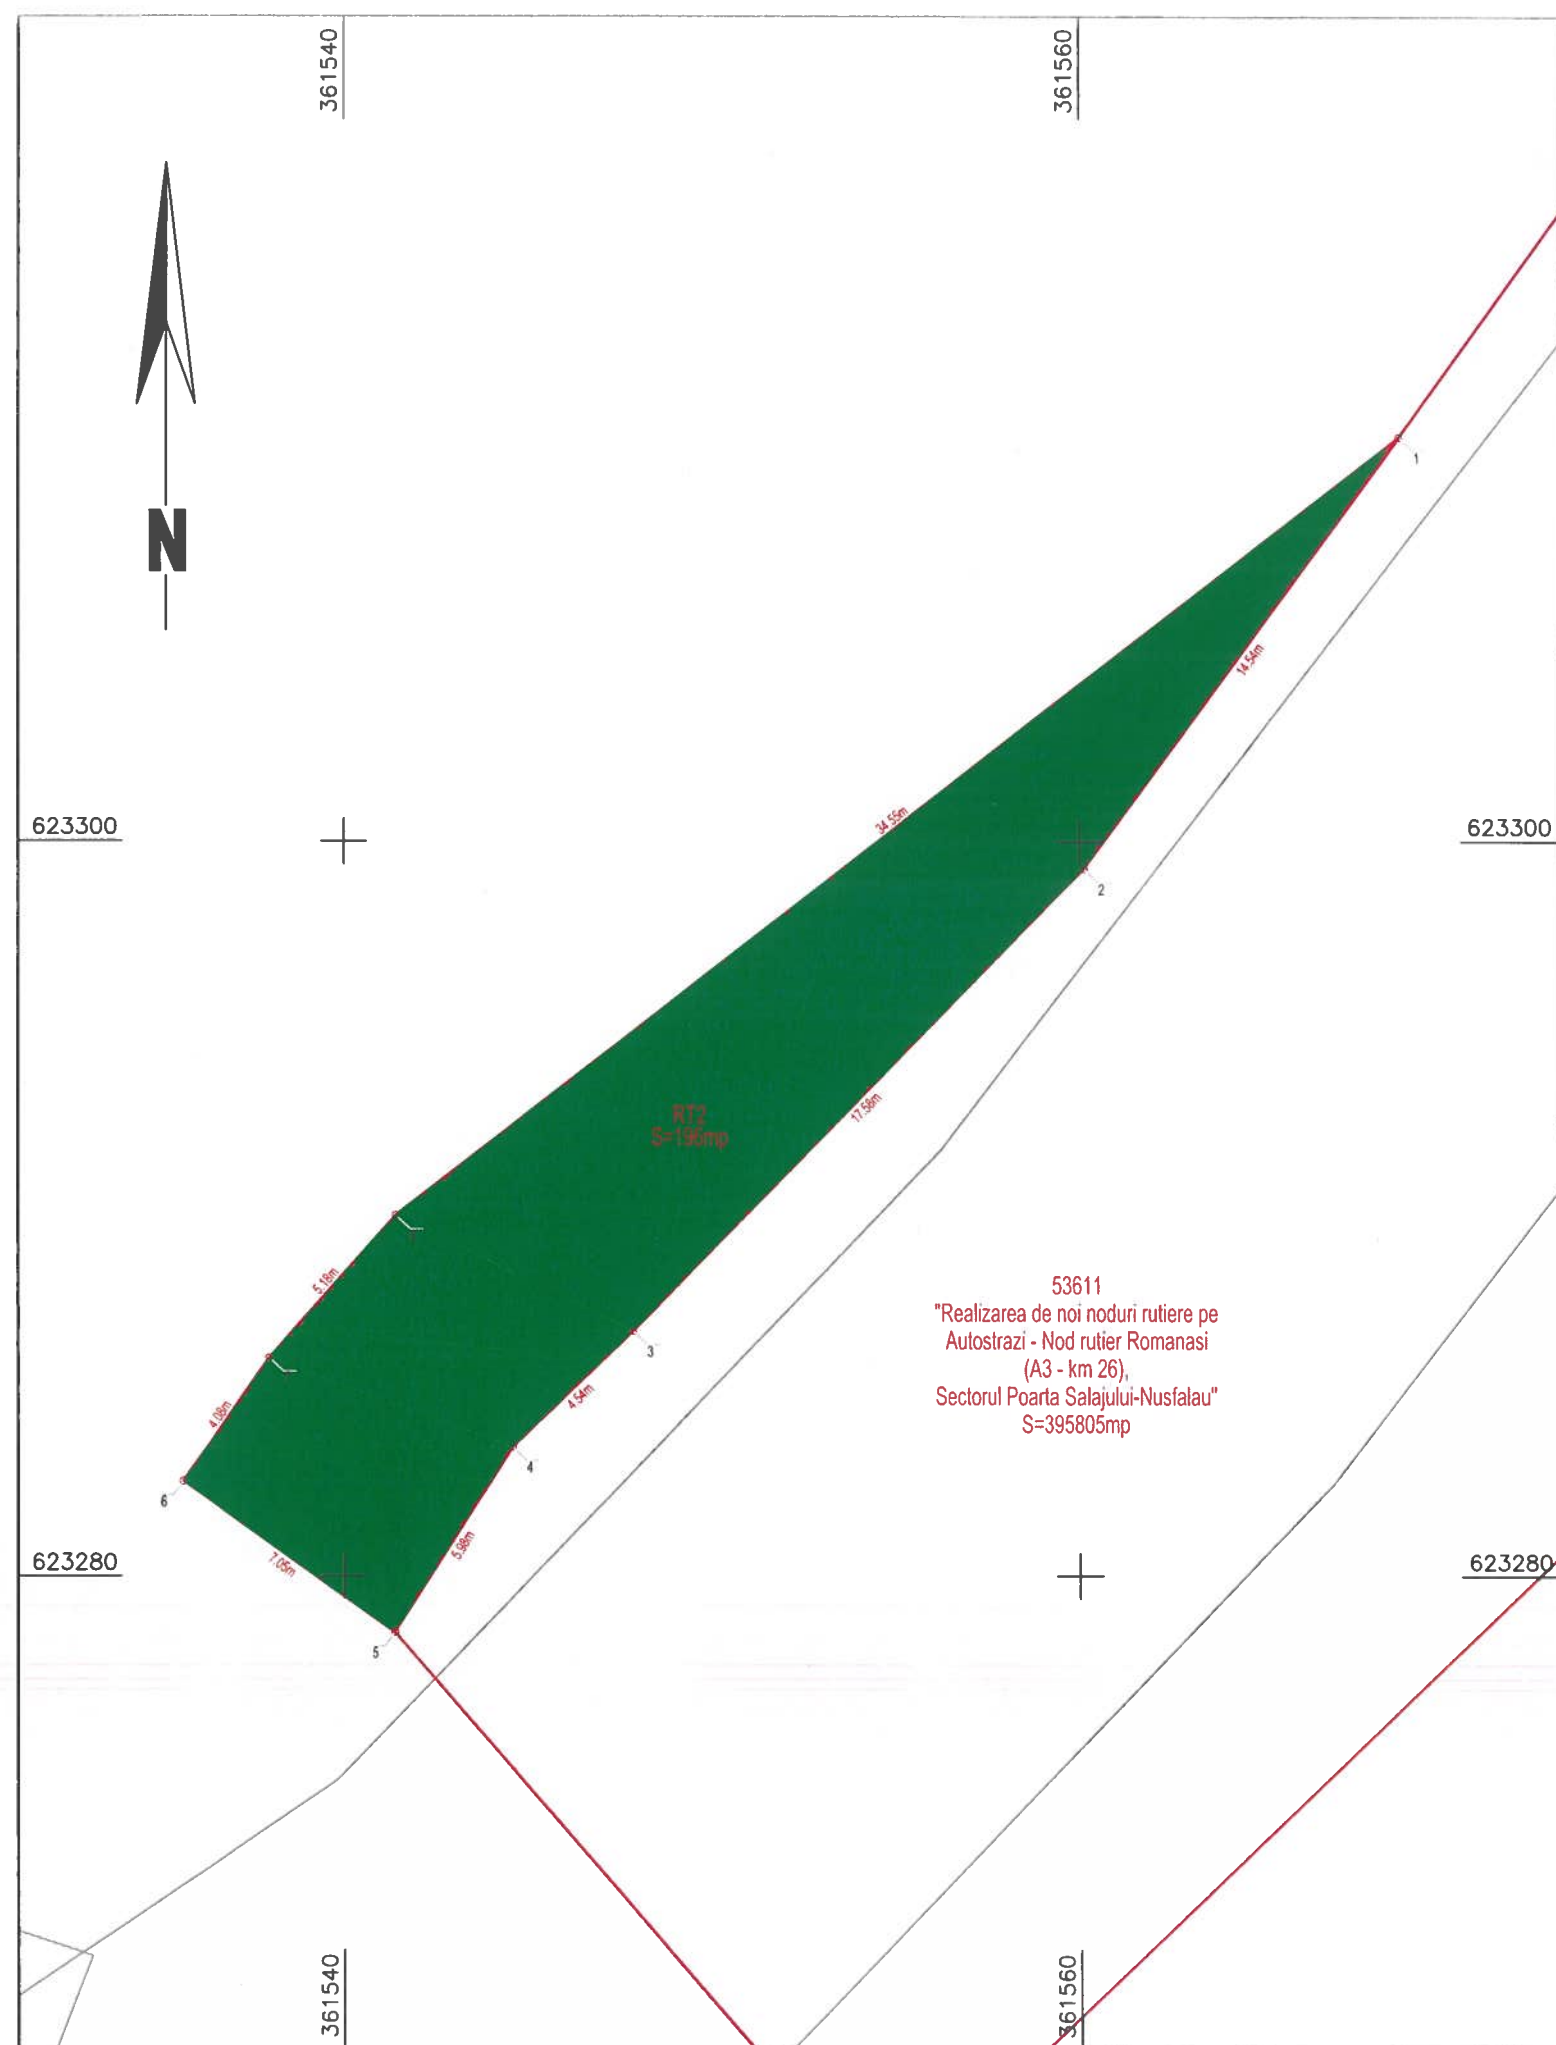 361540
361560
N
1
14.54m
34.55m
623300
623300
2
17.58m
RT2
S=196mp
5.18m
3
53611
"Realizarea de noi noduri rutiere pe
Autostrazi - Nod rutier Romanasi
(A3 - km 26),
Sectorul Poarta Salajului-Nusfalau"
S=395805mp
4.54m
4.08m
4
6
5.98m
7.05m
623280
623280
5
361540
361560